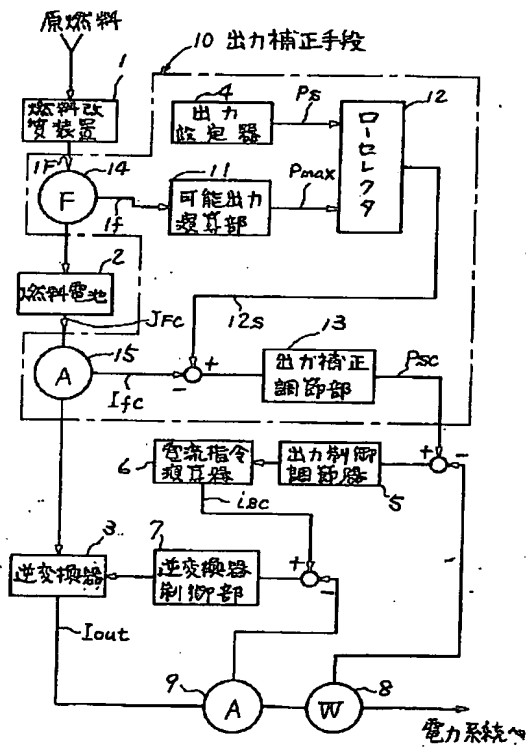 原燃料
10 出力補正手段
1
燃料改
質装置
4
出力
設定器
Ps
12
ローセレクタ
1F
14
F
1f
11
可能出力
演算部
Pmax
2
燃料電池
JFC
12s
15
A
Ifc
+
-
13
出力補正
調節部
Psc
6
電流指令
演算器
出力制御
調節器
5
+
-
isc
3
逆変換器
7
逆変換器
制御部
+
-
Iout
9
A
W
8
電力系統へ